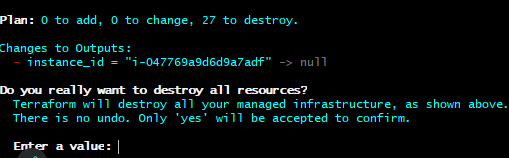 Plan: 0 to add, 0 to change, 27 to destroy.
Changes to Outputs:
- instance_id = "i-047769a9d6d9a7adf" -> null
Do you really want to destroy all resources?
Terraform will destroy all your managed infrastructure, as shown above.
There is no undo. Only 'yes' will be accepted to confirm.
Enter a value: